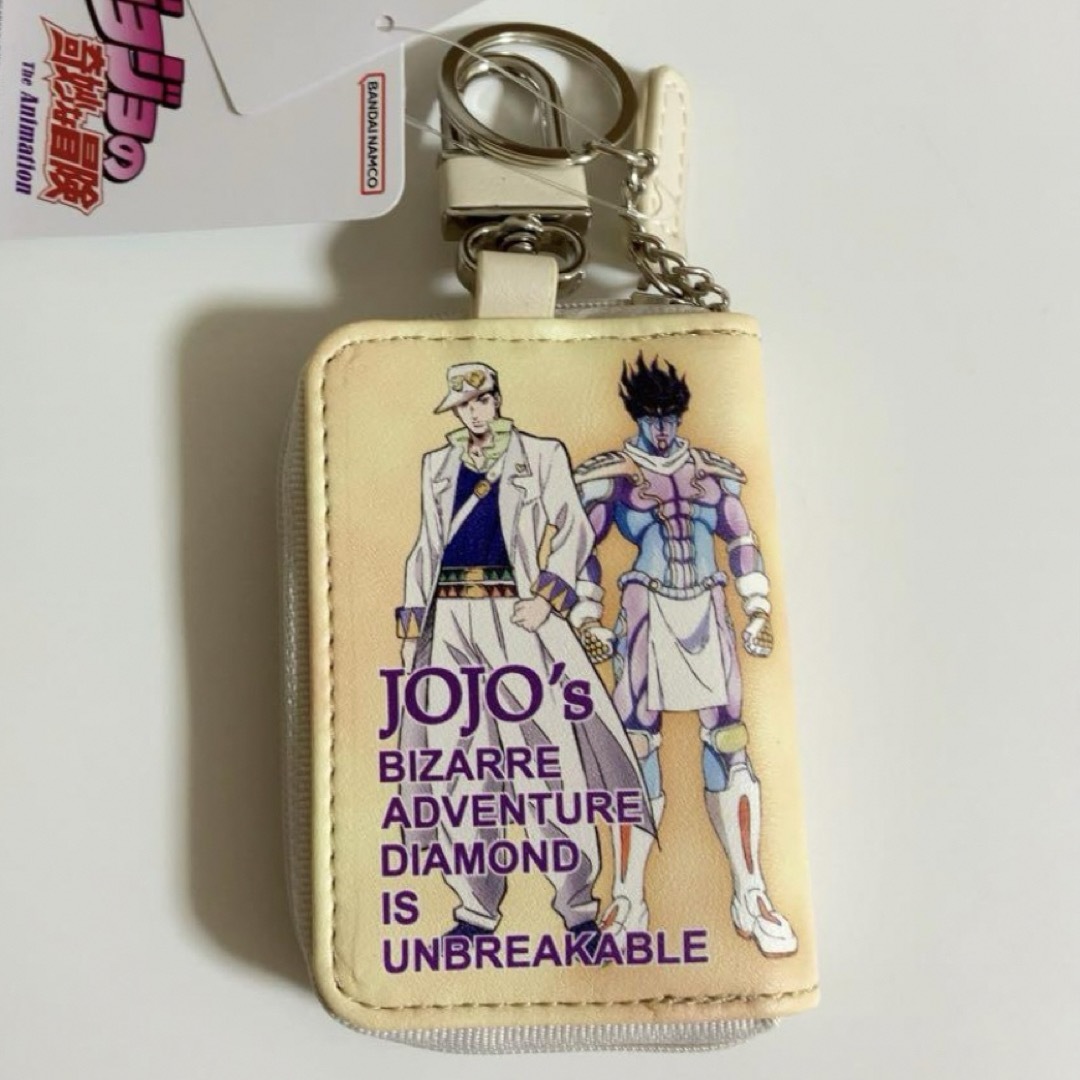 ジョジョの
奇妙な冒険
The Animation
BANDAI NAMCO
JOJO's
BIZARRE
ADVENTURE
DIAMOND
IS
UNBREAKABLE